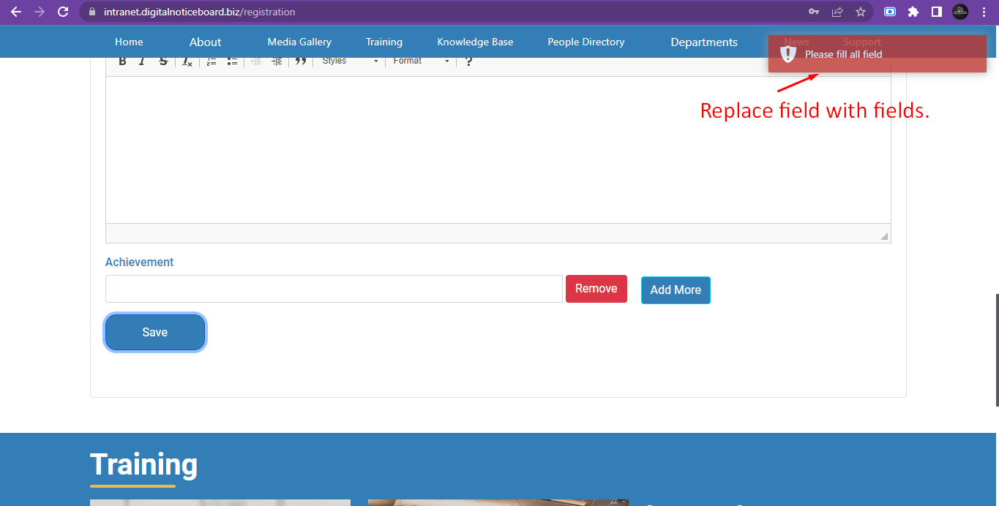 intranet.digitalnoticeboard.biz/registration
Home About Media Gallery Training Knowledge Base People Directory Departments News Support
Please fill all field
B I S Ix Styles Format ?
Replace field with fields.
Achievement
Remove Add More
Save
Training